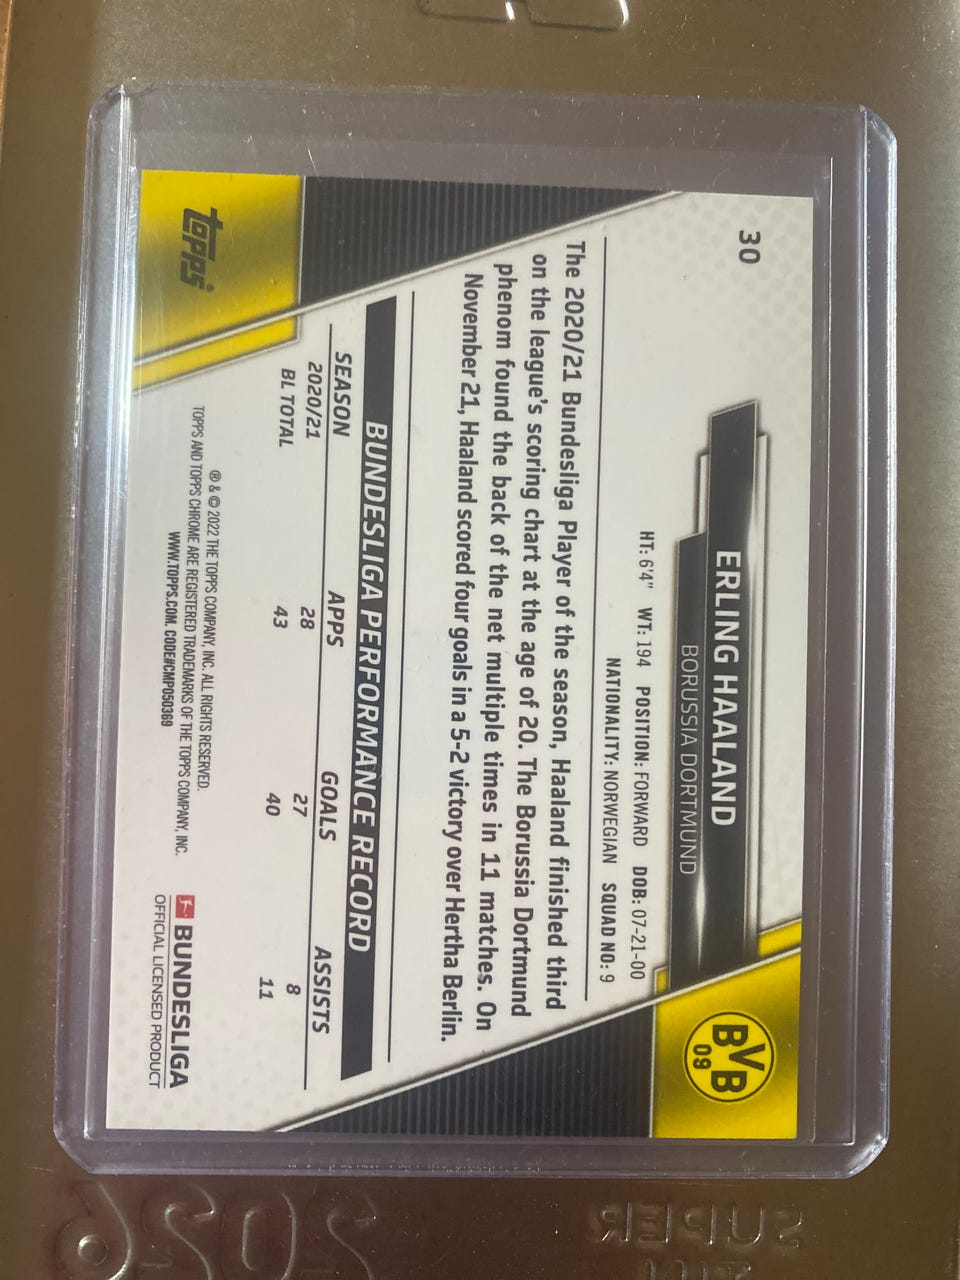 30
ERLING HAALAND
BORUSSIA DORTMUND
BVB
09
HT: 6'4" WT: 194 POSITION: FORWARD DOB: 07-21-00
NATIONALITY: NORWEGIAN SQUAD NO: 9
The 2020/21 Bundesliga Player of the season, Haaland finished third
on the league's scoring chart at the age of 20. The Borussia Dortmund
phenom found the back of the net multiple times in 11 matches. On
November 21, Haaland scored four goals in a 5-2 victory over Hertha Berlin.
BUNDESLIGA PERFORMANCE RECORD
SEASON APPS GOALS ASSISTS
2020/21 28 27 8
BL TOTAL 43 40 11
topps
® & © 2022 THE TOPPS COMPANY, INC. ALL RIGHTS RESERVED.
TOPPS AND TOPPS CHROME ARE REGISTERED TRADEMARKS OF THE TOPPS COMPANY, INC.
WWW.TOPPS.COM. CODE#CMP050369
BUNDESLIGA
OFFICIAL LICENSED PRODUCT
SUPER
TIN